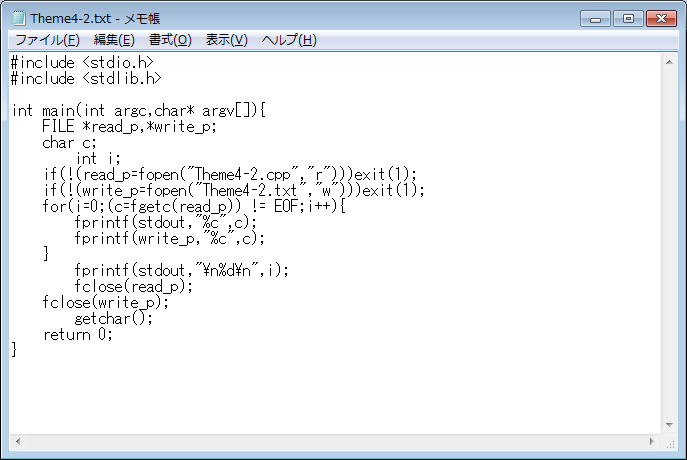 Theme4-2.txt - メモ帳
ファイル(F) 編集(E) 書式(O) 表示(V) ヘルプ(H)
#include <stdio.h>
#include <stdlib.h>

int main(int argc,char* argv[]){
    FILE *read_p,*write_p;
    char c;
        int i;
    if(!(read_p=fopen("Theme4-2.cpp","r")))exit(1);
    if(!(write_p=fopen("Theme4-2.txt","w")))exit(1);
    for(i=0;(c=fgetc(read_p)) != EOF;i++){
        fprintf(stdout,"%c",c);
        fprintf(write_p,"%c",c);
    }
        fprintf(stdout,"¥n%d¥n",i);
        fclose(read_p);
    fclose(write_p);
        getchar();
    return 0;
}